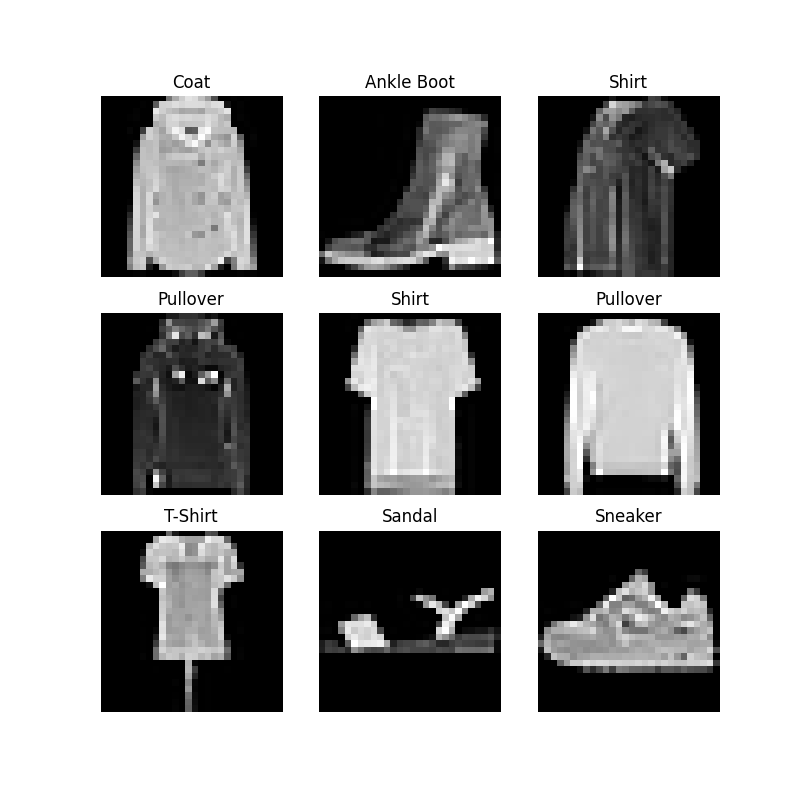 Coat
Ankle Boot
Shirt
Pullover
Shirt
Pullover
T-Shirt
Sandal
Sneaker